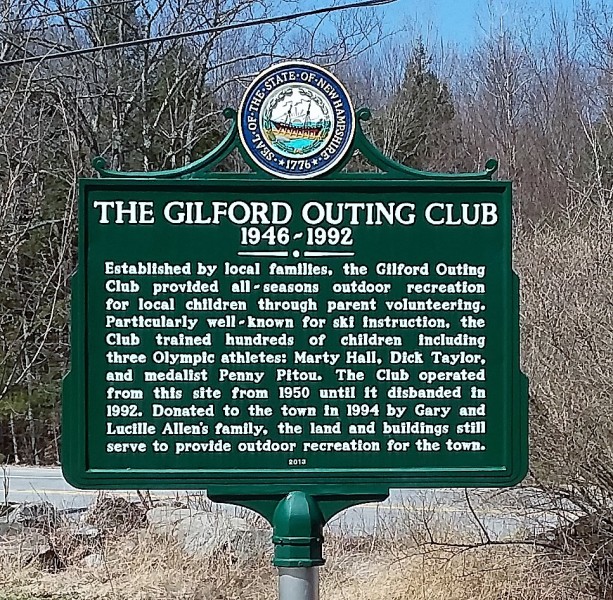 SEAL·OF·THE·STATE·OF·NEW HAMPSHIRE
★1776★
THE GILFORD OUTING CLUB
1946-1992
Established by local families, the Gilford Outing
Club provided all-seasons outdoor recreation
for local children through parent volunteering.
Particularly well-known for ski instruction, the
Club trained hundreds of children including
three Olympic athletes: Marty Hall, Dick Taylor,
and medalist Penny Pitou. The Club operated
from this site from 1950 until it disbanded in
1992. Donated to the town in 1994 by Gary and
Lucille Allen's family, the land and buildings still
serve to provide outdoor recreation for the town.
2013